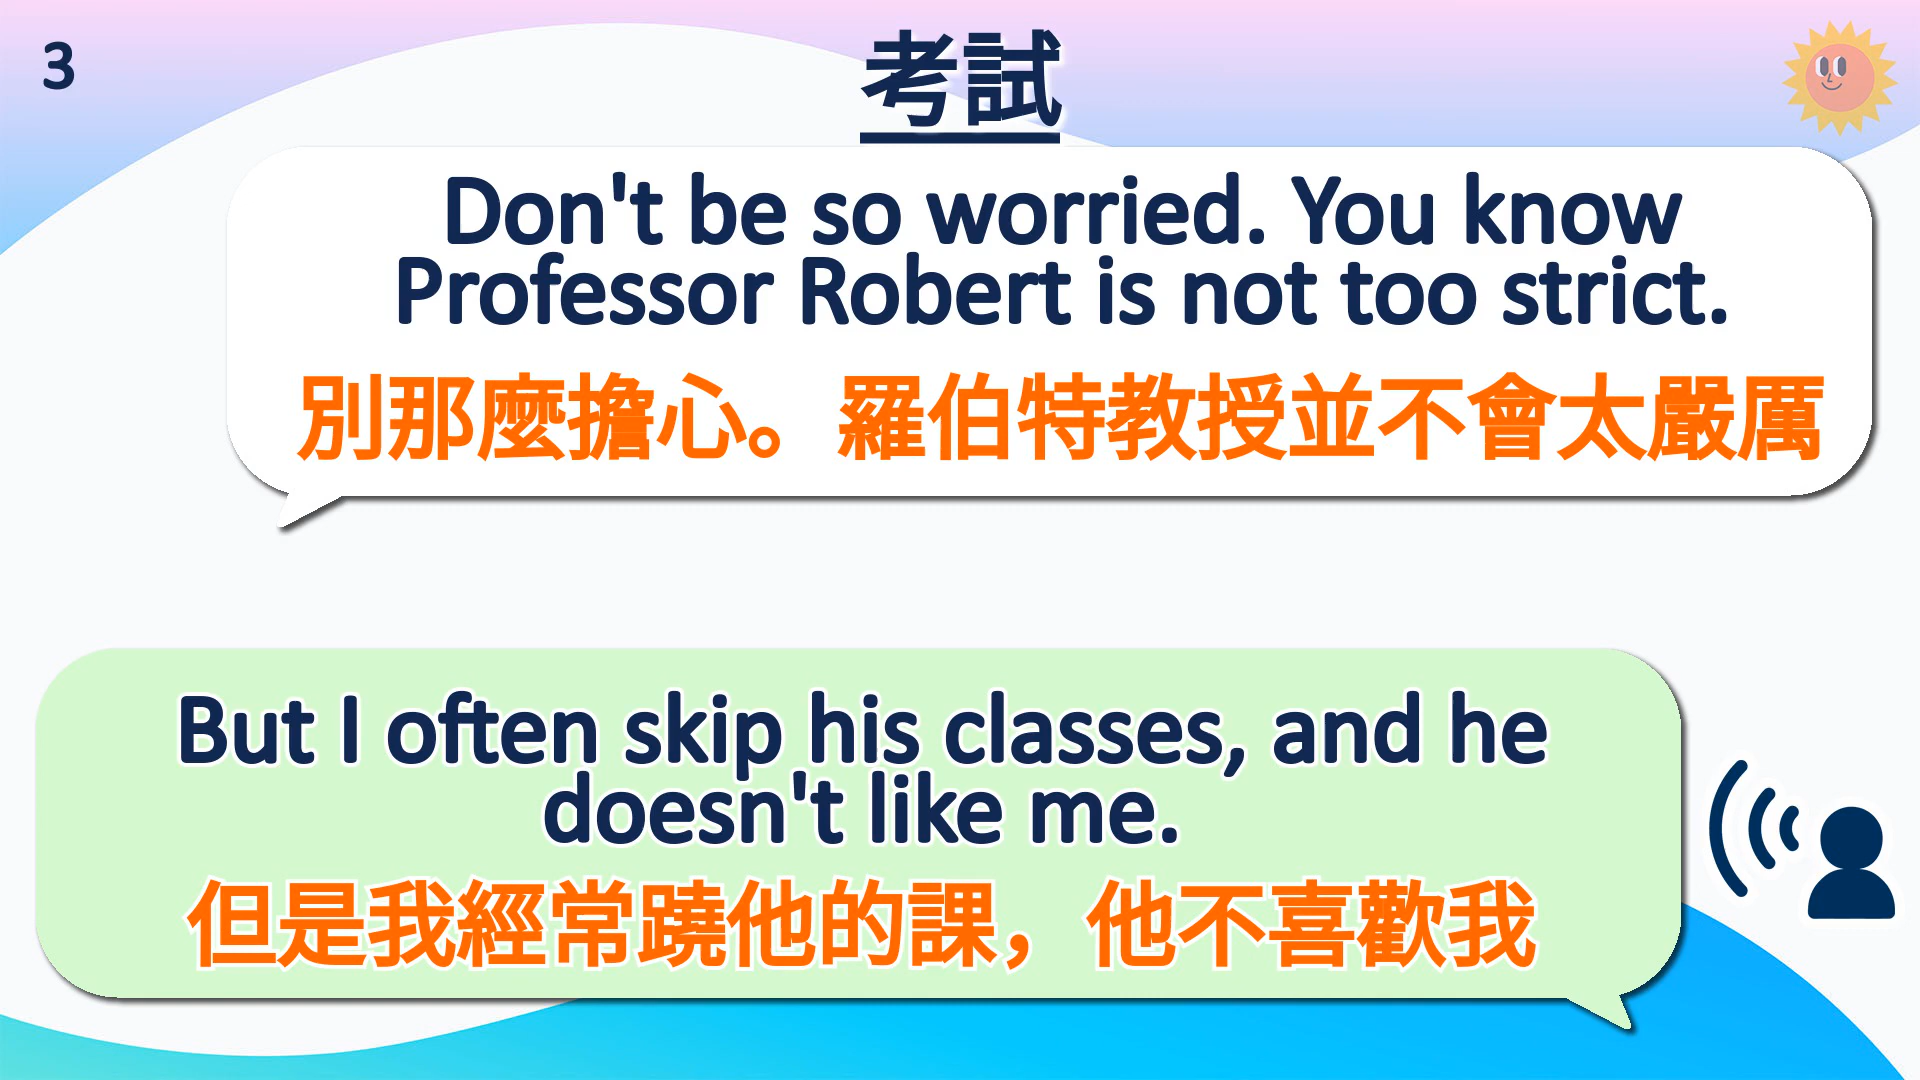 3
考試
Don't be so worried. You know
Professor Robert is not too strict.
別那麼擔心。羅伯特教授並不會太嚴厲
But I often skip his classes, and he
doesn't like me.
但是我經常蹺他的課，他不喜歡我